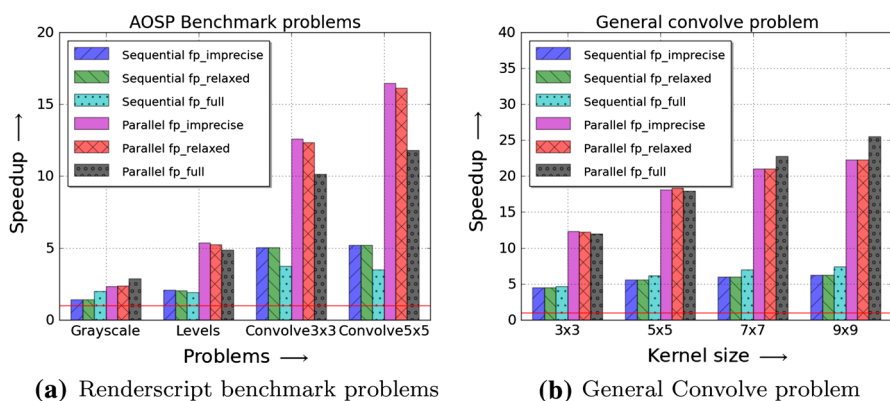 AOSP Benchmark problems
20
15
10
5
0
Speedup →
Sequential fp_imprecise
Sequential fp_relaxed
Sequential fp_full
Parallel fp_imprecise
Parallel fp_relaxed
Parallel fp_full
Grayscale Levels Convolve3x3 Convolve5x5
Problems →
(a) Renderscript benchmark problems
General convolve problem
40
35
30
25
20
15
10
5
0
Speedup →
Sequential fp_imprecise
Sequential fp_relaxed
Sequential fp_full
Parallel fp_imprecise
Parallel fp_relaxed
Parallel fp_full
3x3 5x5 7x7 9x9
Kernel size →
(b) General Convolve problem